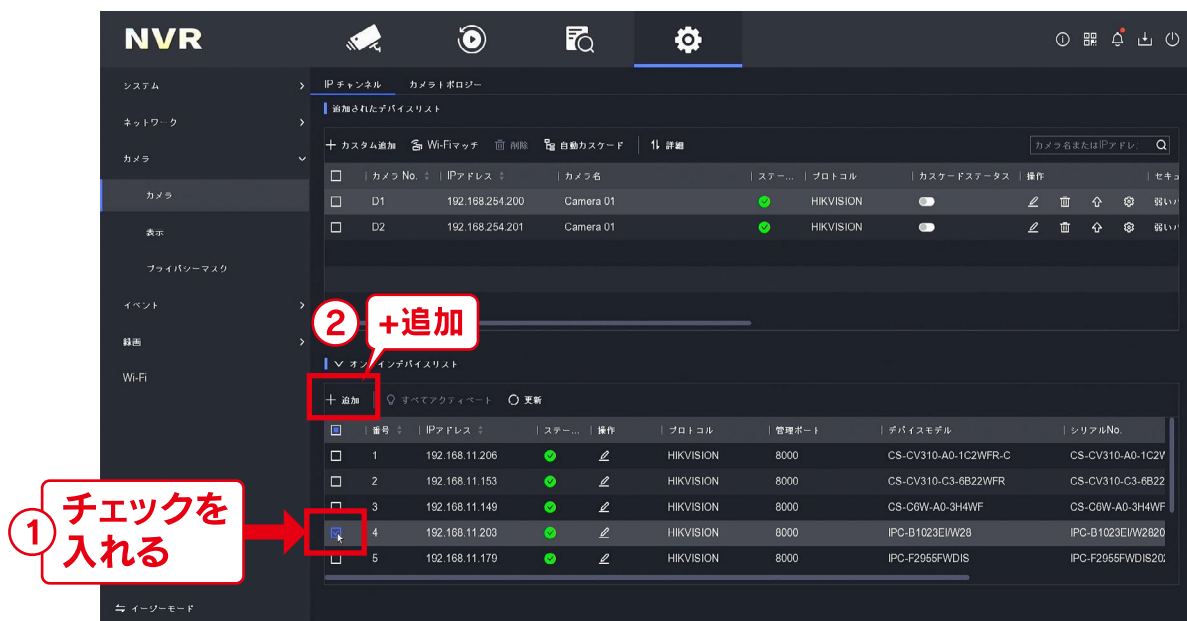 NVR
システム
ネットワーク
カメラ
カメラ
表示
プライバシーマスク
イベント
録画
Wi-Fi
イージーモード
IP チャンネル カメラトポロジー
追加されたデバイスリスト
カスタム追加 Wi-Fiマッチ 削除 自動カスケード 詳細 カメラ名またはIPアドレ.
カメラ No. IPアドレス カメラ名 ステー... プロトコル カスケードステータス 操作 セキュ
D1 192.168.254.200 Camera 01 HIKVISION 弱いパ
D2 192.168.254.201 Camera 01 HIKVISION 弱いパ
② +追加
オンラインデバイスリスト
追加 すべてアクティベート 更新
番号 IPアドレス ステー... 操作 プロトコル 管理ポート デバイスモデル シリアルNo.
1 192.168.11.206 HIKVISION 8000 CS-CV310-A0-1C2WFR-C CS-CV310-A0-1C2W
2 192.168.11.153 HIKVISION 8000 CS-CV310-C3-6B22WFR CS-CV310-C3-6B22
3 192.168.11.149 HIKVISION 8000 CS-C6W-A0-3H4WF CS-C6W-A0-3H4WF
4 192.168.11.203 HIKVISION 8000 IPC-B1023EI/W28 IPC-B1023EI/W2820
5 192.168.11.179 HIKVISION 8000 IPC-F2955FWDIS IPC-F2955FWDIS202
① チェックを
入れる